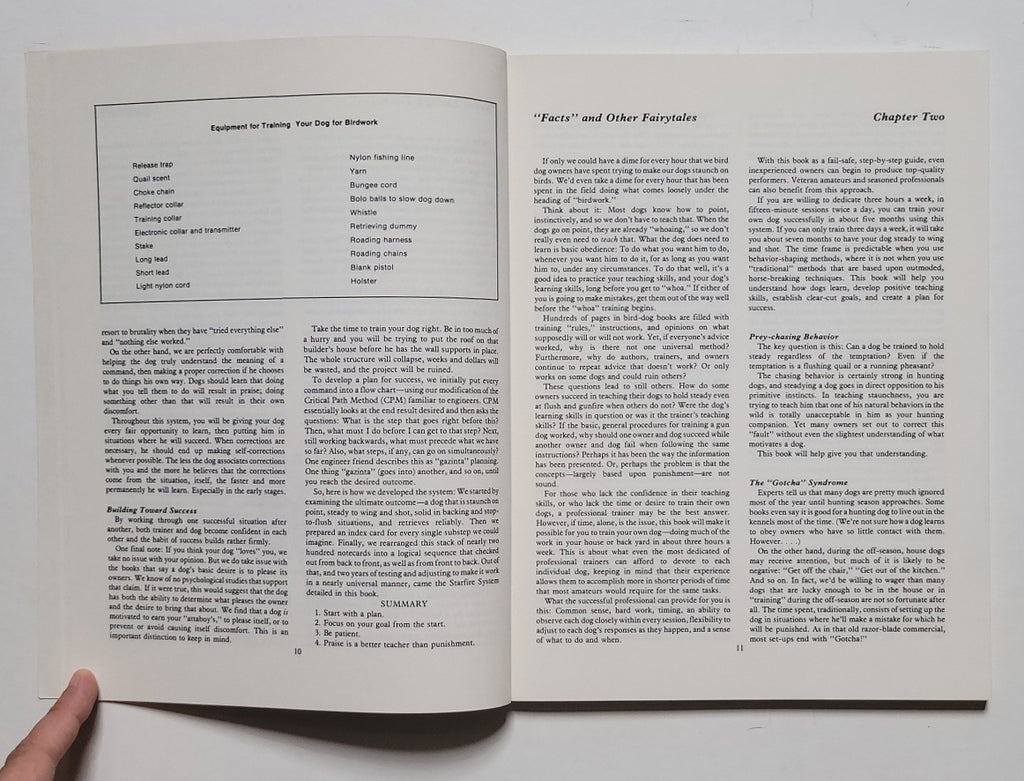 Equipment for Training Your Dog for Birdwork
Release trap
Quail scent
Choke chain
Reflector collar
Training collar
Electronic collar and transmitter
Stake
Long lead
Short lead
Light nylon cord
Nylon fishing line
Yarn
Bungee cord
Bolo balls to slow dog down
Whistle
Retrieving dummy
Roading harness
Roading chains
Blank pistol
Holster
resort to brutality when they have "tried everything else"
and "nothing else worked."
On the other hand, we are perfectly comfortable with
helping the dog truly understand the meaning of a
command, then making a proper correction if he chooses
to do things his own way. Dogs should learn that doing
what you tell them to do will result in praise; doing
something other than that will result in their own
discomfort.
Throughout this system, you will be giving your dog
every fair opportunity to learn, then putting him in
situations where he will succeed. When corrections are
necessary, he should end up making self-corrections
whenever possible. The less the dog associates corrections
with you and the more he believes that the corrections
come from the situation, itself, the faster and more
permanently he will learn. Especially in the early stages.
Building Toward Success
By working through one successful situation after
another, both trainer and dog become confident in each
other and the habit of success builds rather firmly.
One final note: If you think your dog "loves" you, we
take no issue with your opinion. But we do take issue with
the books that say a dog's basic desire is to please its
owners. We know of no psychological studies that support
that claim. If it were true, this would suggest that the dog
has both the ability to determine what pleases the owner
and the desire to bring that about. We find that a dog is
motivated to earn your "attaboy's," to please itself, or to
prevent or avoid causing itself discomfort. This is an
important distinction to keep in mind.
Take the time to train your dog right. Be in too much of
a hurry and you will be trying to put the roof on that
builder's house before he has the wall supports in place.
The whole structure will collapse, weeks and dollars will
be wasted, and the project will be ruined.
To develop a plan for success, we initially put every
command into a flow chart—using our modification of the
Critical Path Method (CPM) familiar to engineers. CPM
essentially looks at the end result desired and then asks the
questions: What is the step that goes right before this?
Then, what must I do before I can get to that step? Next,
still working backwards, what must precede what we have
so far? Also, what steps, if any, can go on simultaneously?
One engineer friend describes this as "gazinta" planning.
One thing "gazinta" (goes into) another, and so on, until
you reach the desired outcome.
So, here is how we developed the system: We started by
examining the ultimate outcome—a dog that is staunch on
point, steady to wing and shot, solid in backing and stop-
to-flush situations, and retrieves reliably. Then we
prepared an index card for every single substep we could
imagine. Finally, we rearranged this stack of nearly two
hundred notecards into a logical sequence that checked
out from back to front, as well as from front to back. Out of
that, and two years of testing and adjusting to make it work
in a nearly universal manner, came the Starfire System
detailed in this book.
SUMMARY
1. Start with a plan.
2. Focus on your goal from the start.
3. Be patient.
4. Praise is a better teacher than punishment.
10
"Facts" and Other Fairytales
Chapter Two
If only we could have a dime for every hour that we bird
dog owners have spent trying to make our dogs staunch on
birds. We'd even take a dime for every hour that has been
spent in the field doing what comes loosely under the
heading of "birdwork."
Think about it: Most dogs know how to point,
instinctively, and so we don't have to teach that. When the
dogs go on point, they are already "whoaing," so we don't
really even need to teach that. What the dog does need to
learn is basic obedience: To do what you want him to do,
whenever you want him to do it, for as long as you want
him to, under any circumstances. To do that well, it's a
good idea to practice your teaching skills, and your dog's
learning skills, long before you get to "whoa." If either of
you is going to make mistakes, get them out of the way well
before the "whoa" training begins.
Hundreds of pages in bird-dog books are filled with
training "rules," instructions, and opinions on what
supposedly will or will not work. Yet, if everyone's advice
worked, why is there not one universal method?
Furthermore, why do authors, trainers, and owners
continue to repeat advice that doesn't work? Or only
works on some dogs and could ruin others?
These questions lead to still others. How do some
owners succeed in teaching their dogs to hold steady even
at flush and gunfire when others do not? Were the dog's
learning skills in question or was it the trainer's teaching
skills? If the basic, general procedures for training a gun
dog worked, why should one owner and dog succeed while
another owner and dog fail when following the same
instructions? Perhaps it has been the way the information
has been presented. Or, perhaps the problem is that the
concepts—largely based upon punishment—are not
sound.
For those who lack the confidence in their teaching
skills, or who lack the time or desire to train their own
dogs, a professional trainer may be the best answer.
However, if time, alone, is the issue, this book will make it
possible for you to train your own dog—doing much of the
work in your house or back yard in about three hours a
week. This is about what even the most dedicated of
professional trainers can afford to devote to each
individual dog, keeping in mind that their experience
allows them to accomplish more in shorter periods of time
that most amateurs would require for the same tasks.
What the successful professional can provide for you is
this: Common sense, hard work, timing, an ability to
observe each dog closely within every session, flexibility to
adjust to each dog's responses as they happen, and a sense
of what to do and when.
With this book as a fail-safe, step-by-step guide, even
inexperienced owners can begin to produce top-quality
performers. Veteran amateurs and seasoned professionals
can also benefit from this approach.
If you are willing to dedicate three hours a week, in
fifteen-minute sessions twice a day, you can train your
own dog successfully in about five months using this
system. If you can only train three days a week, it will take
you about seven months to have your dog steady to wing
and shot. The time frame is predictable when you use
behavior-shaping methods, where it is not when you use
"traditional" methods that are based upon outmoded,
horse-breaking techniques. This book will help you
understand how dogs learn, develop positive teaching
skills, establish clear-cut goals, and create a plan for
success.
Prey-chasing Behavior
The key question is this: Can a dog be trained to hold
steady regardless of the temptation? Even if the
temptation is a flushing quail or a running pheasant?
The chasing behavior is certainly strong in hunting
dogs, and steadying a dog goes in direct opposition to his
primitive instincts. In teaching staunchness, you are
trying to teach him that one of his natural behaviors in the
wild is totally unacceptable in him as your hunting
companion. Yet many owners set out to correct this
"fault" without even the slightest understanding of what
motivates a dog.
This book will help give you that understanding.
The "Gotcha" Syndrome
Experts tell us that many dogs are pretty much ignored
most of the year until hunting season approaches. Some
books even say it is good for a hunting dog to live out in the
kennels most of the time. (We're not sure how a dog learns
to obey owners who have so little contact with them.
However. . . .)
On the other hand, during the off-season, house dogs
may receive attention, but much of it is likely to be
negative: "Get off the chair," "Get out of the kitchen."
And so on. In fact, we'd be willing to wager than many
dogs that are lucky enough to be in the house or in
"training" during the off-season are not so fortunate after
all. The time spent, traditionally, consists of setting up the
dog in situations where he'll make a mistake for which he
will be punished. As in that old razor-blade commercial,
most set-ups end with "Gotcha!"
11